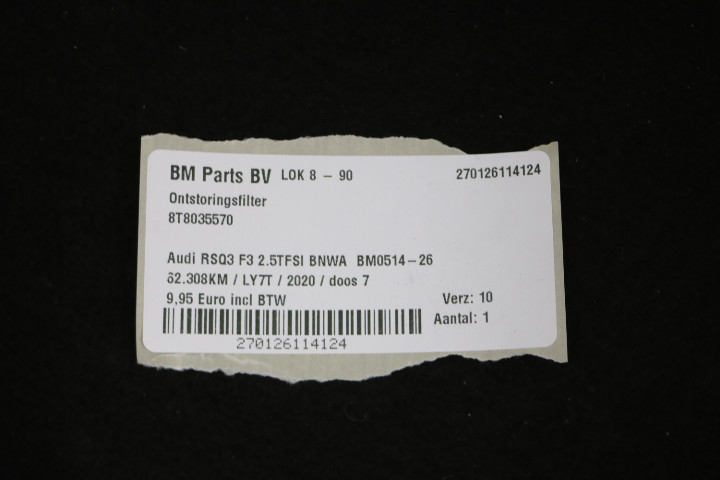 BM Parts BV LOK 8 - 90 270126114124
Ontstoringsfilter
8T8035570
Audi RSQ3 F3 2.5TFSI BNWA BM0514-26
62.308KM / LY7T / 2020 / doos 7
9,95 Euro incl BTW Verz: 10
Aantal: 1
270126114124